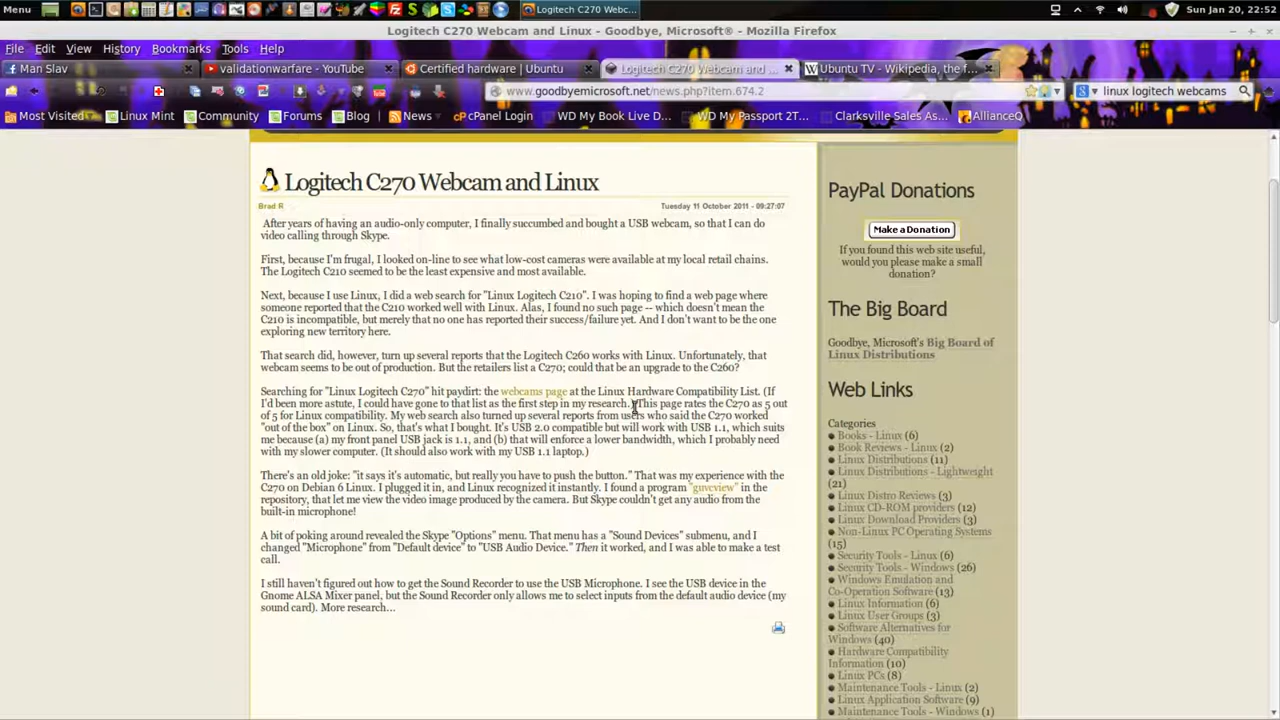 Menu
Logitech C270 Webc...
Sun Jan 20, 22:52
Logitech C270 Webcam and Linux - Goodbye, Microsoft® - Mozilla Firefox
File Edit View History Bookmarks Tools Help
Man Slav
validationwarfare - YouTube
Certified hardware | Ubuntu
Logitech C270 Webcam and ...
Ubuntu TV - Wikipedia, the f...
www.goodbyemicrosoft.net/news.php?item.674.2
linux logitech webcams
Most Visited Linux Mint Community Forums Blog News cPanel Login WD My Book Live D... WD My Passport 2T... Clarksville Sales As... AllianceQ
Logitech C270 Webcam and Linux
Brad R
Tuesday 11 October 2011 - 09:27:07
After years of having an audio-only computer, I finally succumbed and bought a USB webcam, so that I can do
video calling through Skype.
First, because I'm frugal, I looked on-line to see what low-cost cameras were available at my local retail chains.
The Logitech C210 seemed to be the least expensive and most available.
Next, because I use Linux, I did a web search for "Linux Logitech C210". I was hoping to find a web page where
someone reported that the C210 worked well with Linux. Alas, I found no such page -- which doesn't mean the
C210 is incompatible, but merely that no one has reported their success/failure yet. And I don't want to be the one
exploring new territory here.
That search did, however, turn up several reports that the Logitech C260 works with Linux. Unfortunately, that
webcam seems to be out of production. But the retailers list a C270; could that be an upgrade to the C260?
Searching for "Linux Logitech C270" hit paydirt: the webcams page at the Linux Hardware Compatibility List. (If
I'd been more astute, I could have gone to that list as the first step in my research.) This page rates the C270 as 5 out
of 5 for Linux compatibility. My web search also turned up several reports from users who said the C270 worked
"out of the box" on Linux. So, that's what I bought. It's USB 2.0 compatible but will work with USB 1.1, which suits
me because (a) my front panel USB jack is 1.1, and (b) that will enforce a lower bandwidth, which I probably need
with my slower computer. (It should also work with my USB 1.1 laptop.)
There's an old joke: "it says it's automatic, but really you have to push the button." That was my experience with the
C270 on Debian 6 Linux. I plugged it in, and Linux recognized it instantly. I found a program "guvcview" in the
repository, that let me view the video image produced by the camera. But Skype couldn't get any audio from the
built-in microphone!
A bit of poking around revealed the Skype "Options" menu. That menu has a "Sound Devices" submenu, and I
changed "Microphone" from "Default device" to "USB Audio Device." Then it worked, and I was able to make a test
call.
I still haven't figured out how to get the Sound Recorder to use the USB Microphone. I see the USB device in the
Gnome ALSA Mixer panel, but the Sound Recorder only allows me to select inputs from the default audio device (my
sound card). More research...
PayPal Donations
Make a Donation
If you found this web site useful,
would you please make a small
donation?
The Big Board
Goodbye, Microsoft's Big Board of
Linux Distributions
Web Links
Categories
Books - Linux (6)
Book Reviews - Linux (2)
Linux Distributions (11)
Linux Distributions - Lightweight
(21)
Linux Distro Reviews (3)
Linux CD-ROM providers (12)
Linux Download Providers (3)
Non-Linux PC Operating Systems
(15)
Security Tools - Linux (6)
Security Tools - Windows (26)
Windows Emulation and
Co-Operation Software (13)
Linux Information (6)
Linux User Groups (3)
Software Alternatives for
Windows (40)
Hardware Compatibility
Information (10)
Linux PCs (8)
Maintenance Tools - Linux (2)
Linux Application Software (9)
Maintenance Tools - Windows (1)